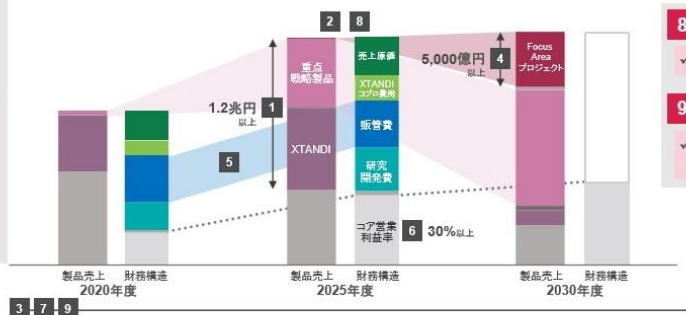 2 8
8
重点
戦略製品
売上原価
5,000億円
以上
4
Focus
Area
プロジェクト
XTANDI
コプロ費用
1.2兆円
以上
1
9
販管費
XTANDI
5
研究
開発費
コア営業
利益率
6 30%以上
製品売上 財務構造
2020年度
製品売上 財務構造
2025年度
製品売上 財務構造
2030年度
3 7 9